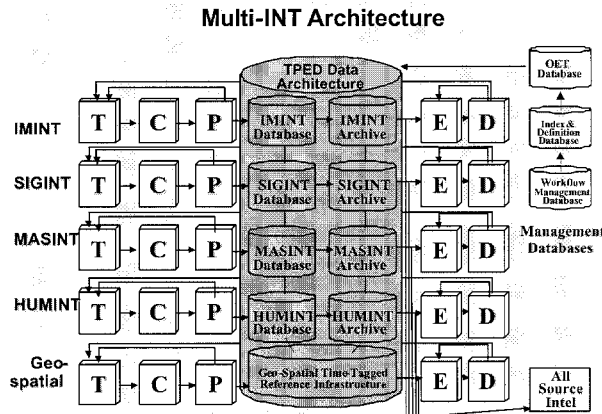 Multi-INT Architecture
TPED Data
Architecture
OET
Database
IMINT
T C P
IMINT
Database
IMINT
Archive
E D
Index &
Definition
Database
SIGINT
T C P
SIGINT
Database
SIGINT
Archive
E D
Workflow
Management
Database
MASINT
T C P
MASINT
Database
MASINT
Archive
E D
Management
Databases
HUMINT
T C P
HUMINT
Database
HUMINT
Archive
E D
Geo-
spatial
T C P
Geo-Spatial Time-Tagged
Reference Infrastructure
E D
All
Source
Intel